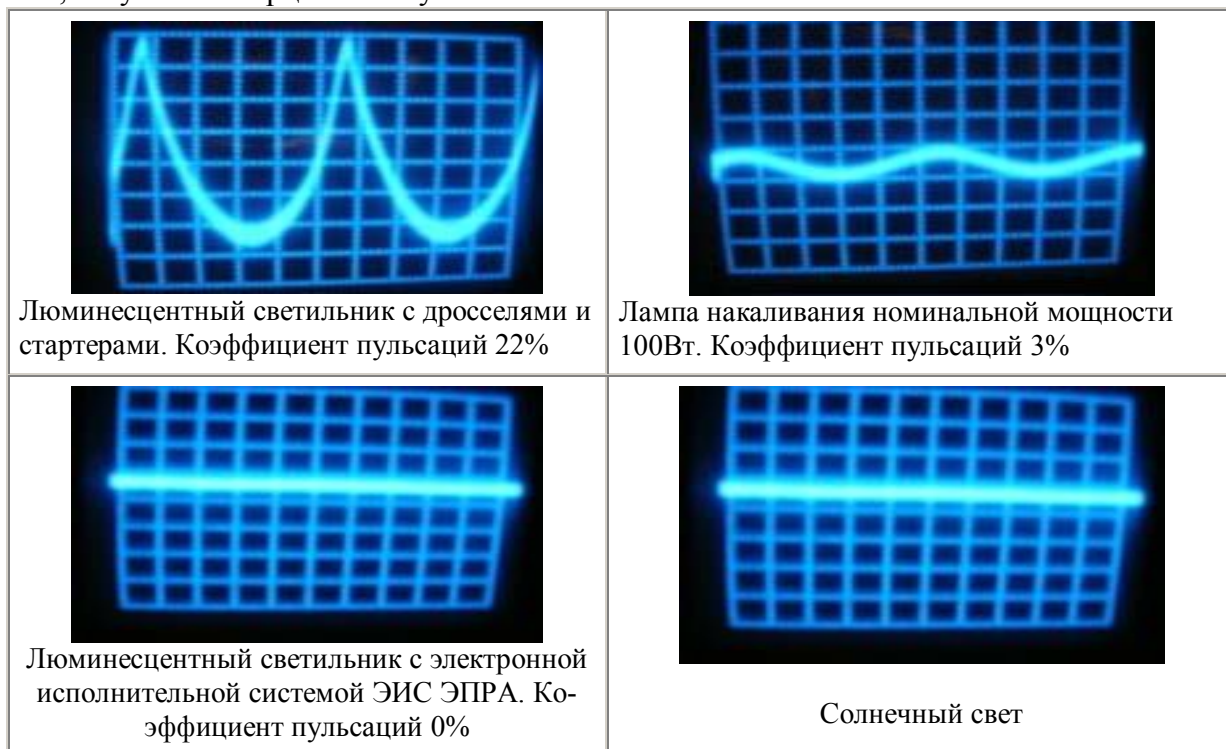 Люминесцентный светильник с дросселями и
стартерами. Коэффициент пульсаций 22%
Лампа накаливания номинальной мощности
100Вт. Коэффициент пульсаций 3%
Люминесцентный светильник с электронной
исполнительной системой ЭИС ЭПРА. Ко-
эффициент пульсаций 0%
Солнечный свет